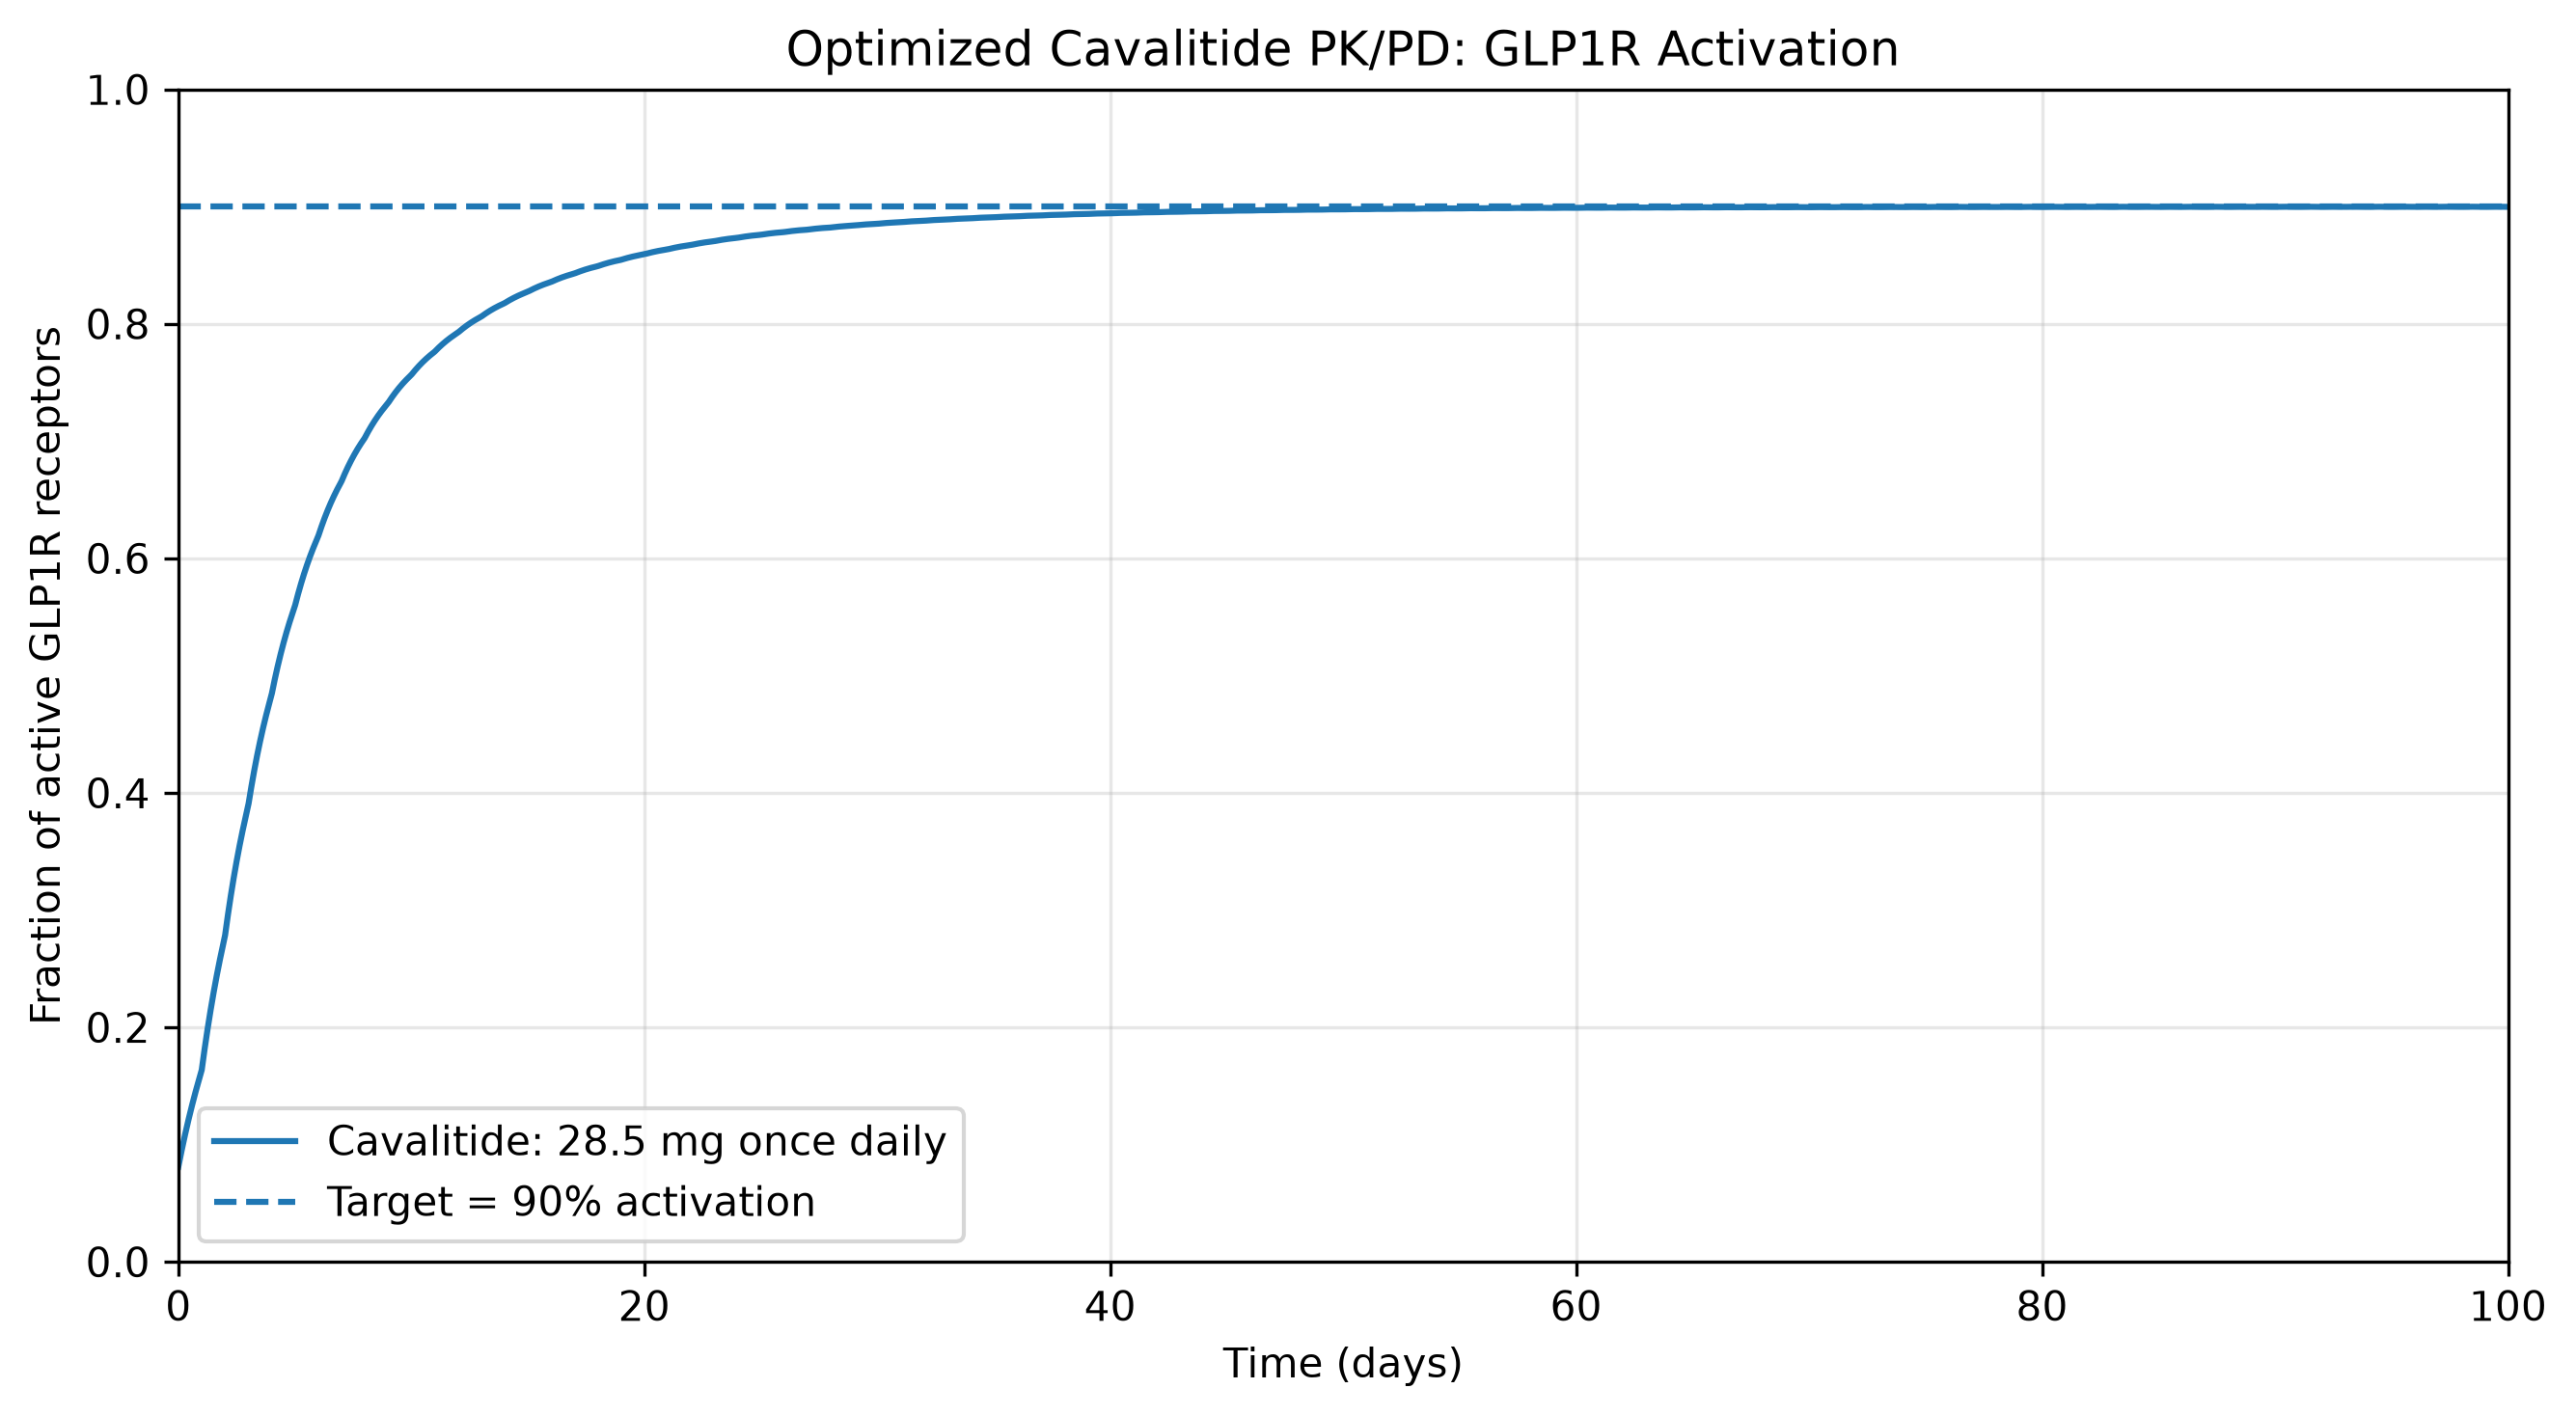 Optimized Cavalitide PK/PD: GLP1R Activation
1.0
0.8
0.6
0.4
0.2
0.0
Fraction of active GLP1R receptors
Cavalitide: 28.5 mg once daily
Target = 90% activation
0 20 40 60 80 100
Time (days)